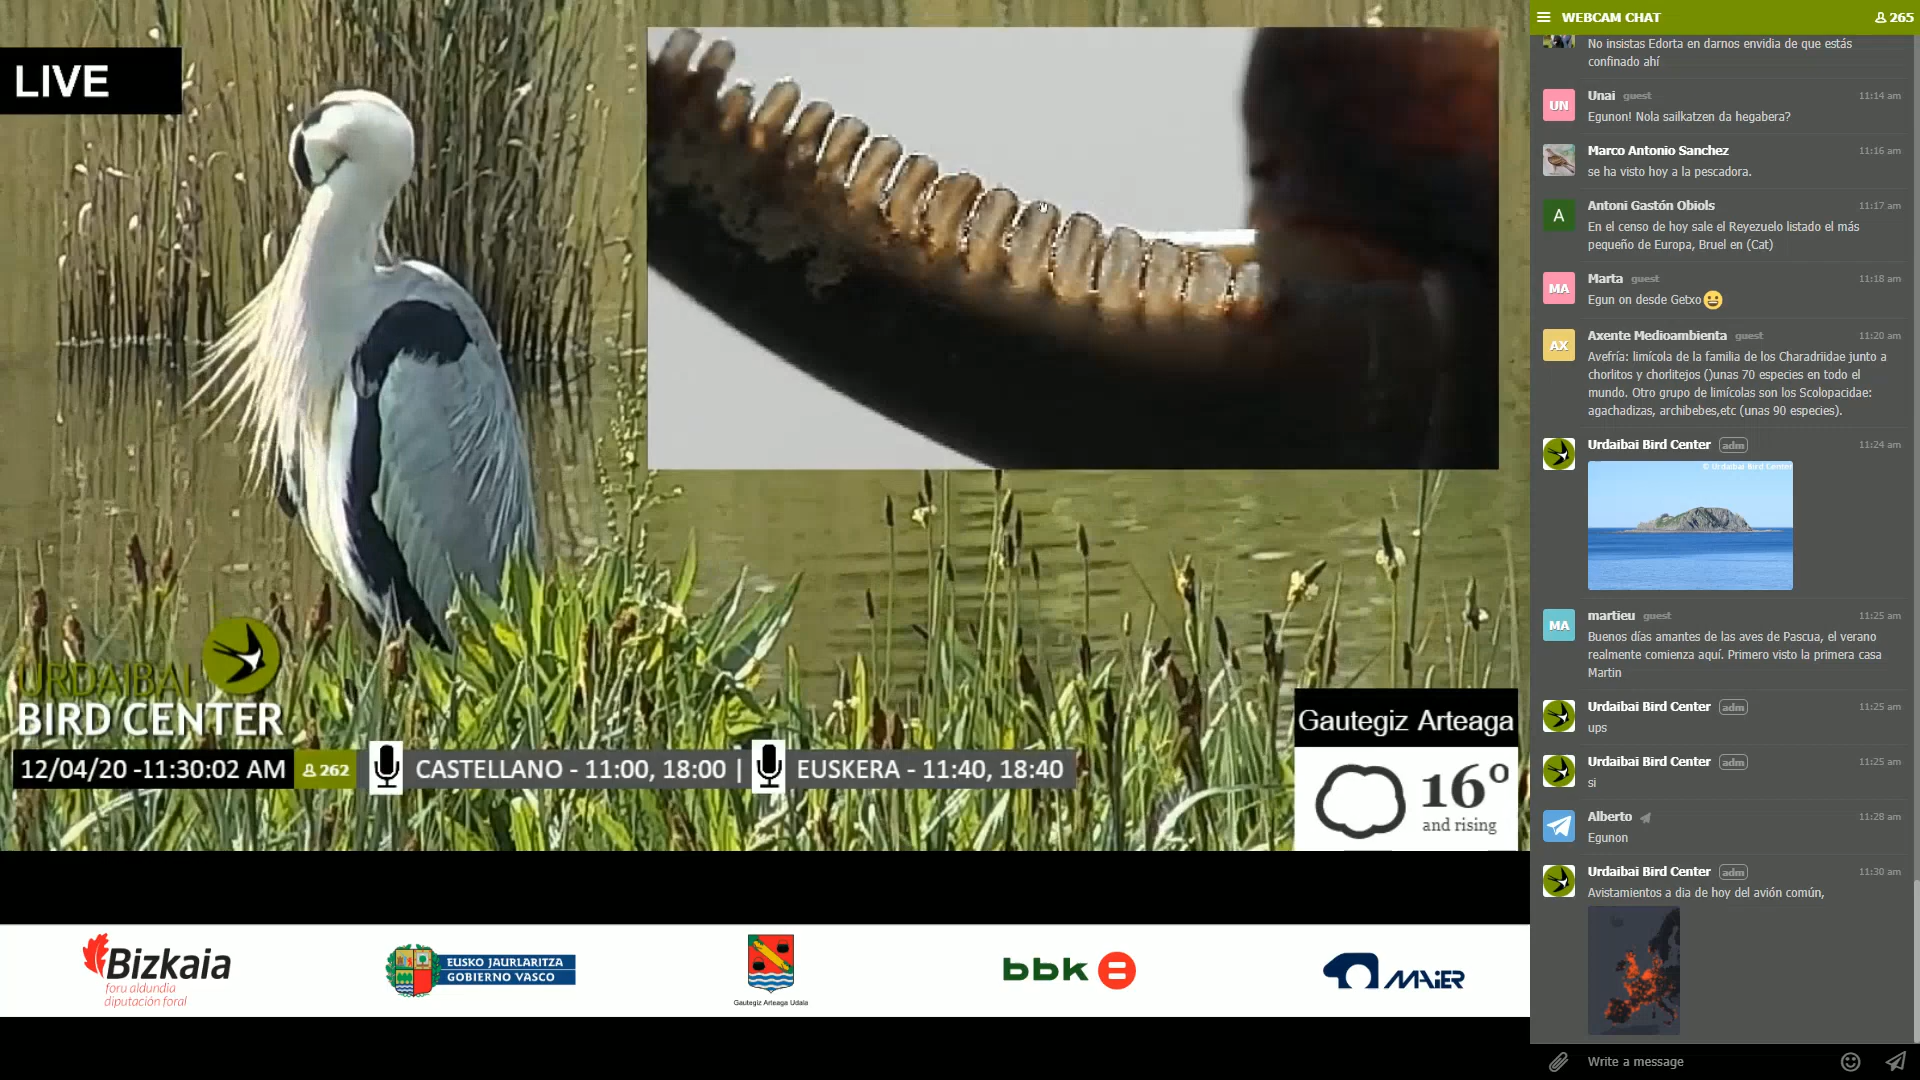 LIVE
URDAIBAI
BIRD CENTER
12/04/20 -11:30:02 AM
262
CASTELLANO - 11:00, 18:00 |
EUSKERA - 11:40, 18:40
Gautegiz Arteaga
16°
and rising
Bizkaia
foru aldundia
diputación foral
EUSKO JAURLARITZA
GOBIERNO VASCO
Gautegiz Arteaga Udala
bbk
MAIER
WEBCAM CHAT
265
No insistas Edorta en darnos envidia de que estás
confinado ahí
UN
Unai guest
11:14 am
Egunon! Nola sailkatzen da hegabera?
Marco Antonio Sanchez
11:16 am
se ha visto hoy a la pescadora.
A
Antoni Gastón Obiols
11:17 am
En el censo de hoy sale el Reyezuelo listado el más
pequeño de Europa, Bruel en (Cat)
MA
Marta guest
11:18 am
Egun on desde Getxo
AX
Axente Medioambienta guest
11:20 am
Avefría: limícola de la familia de los Charadriidae junto a
chorlitos y chorlitejos ()unas 70 especies en todo el
mundo. Otro grupo de limícolas son los Scolopacidae:
agachadizas, archibebes,etc (unas 90 especies).
Urdaibai Bird Center adm
11:24 am
© Urdaibai Bird Center
MA
martieu guest
11:25 am
Buenos días amantes de las aves de Pascua, el verano
realmente comienza aquí. Primero visto la primera casa
Martin
Urdaibai Bird Center adm
11:25 am
ups
Urdaibai Bird Center adm
11:25 am
si
Alberto
11:28 am
Egunon
Urdaibai Bird Center adm
11:30 am
Avistamientos a dia de hoy del avión común,
Write a message